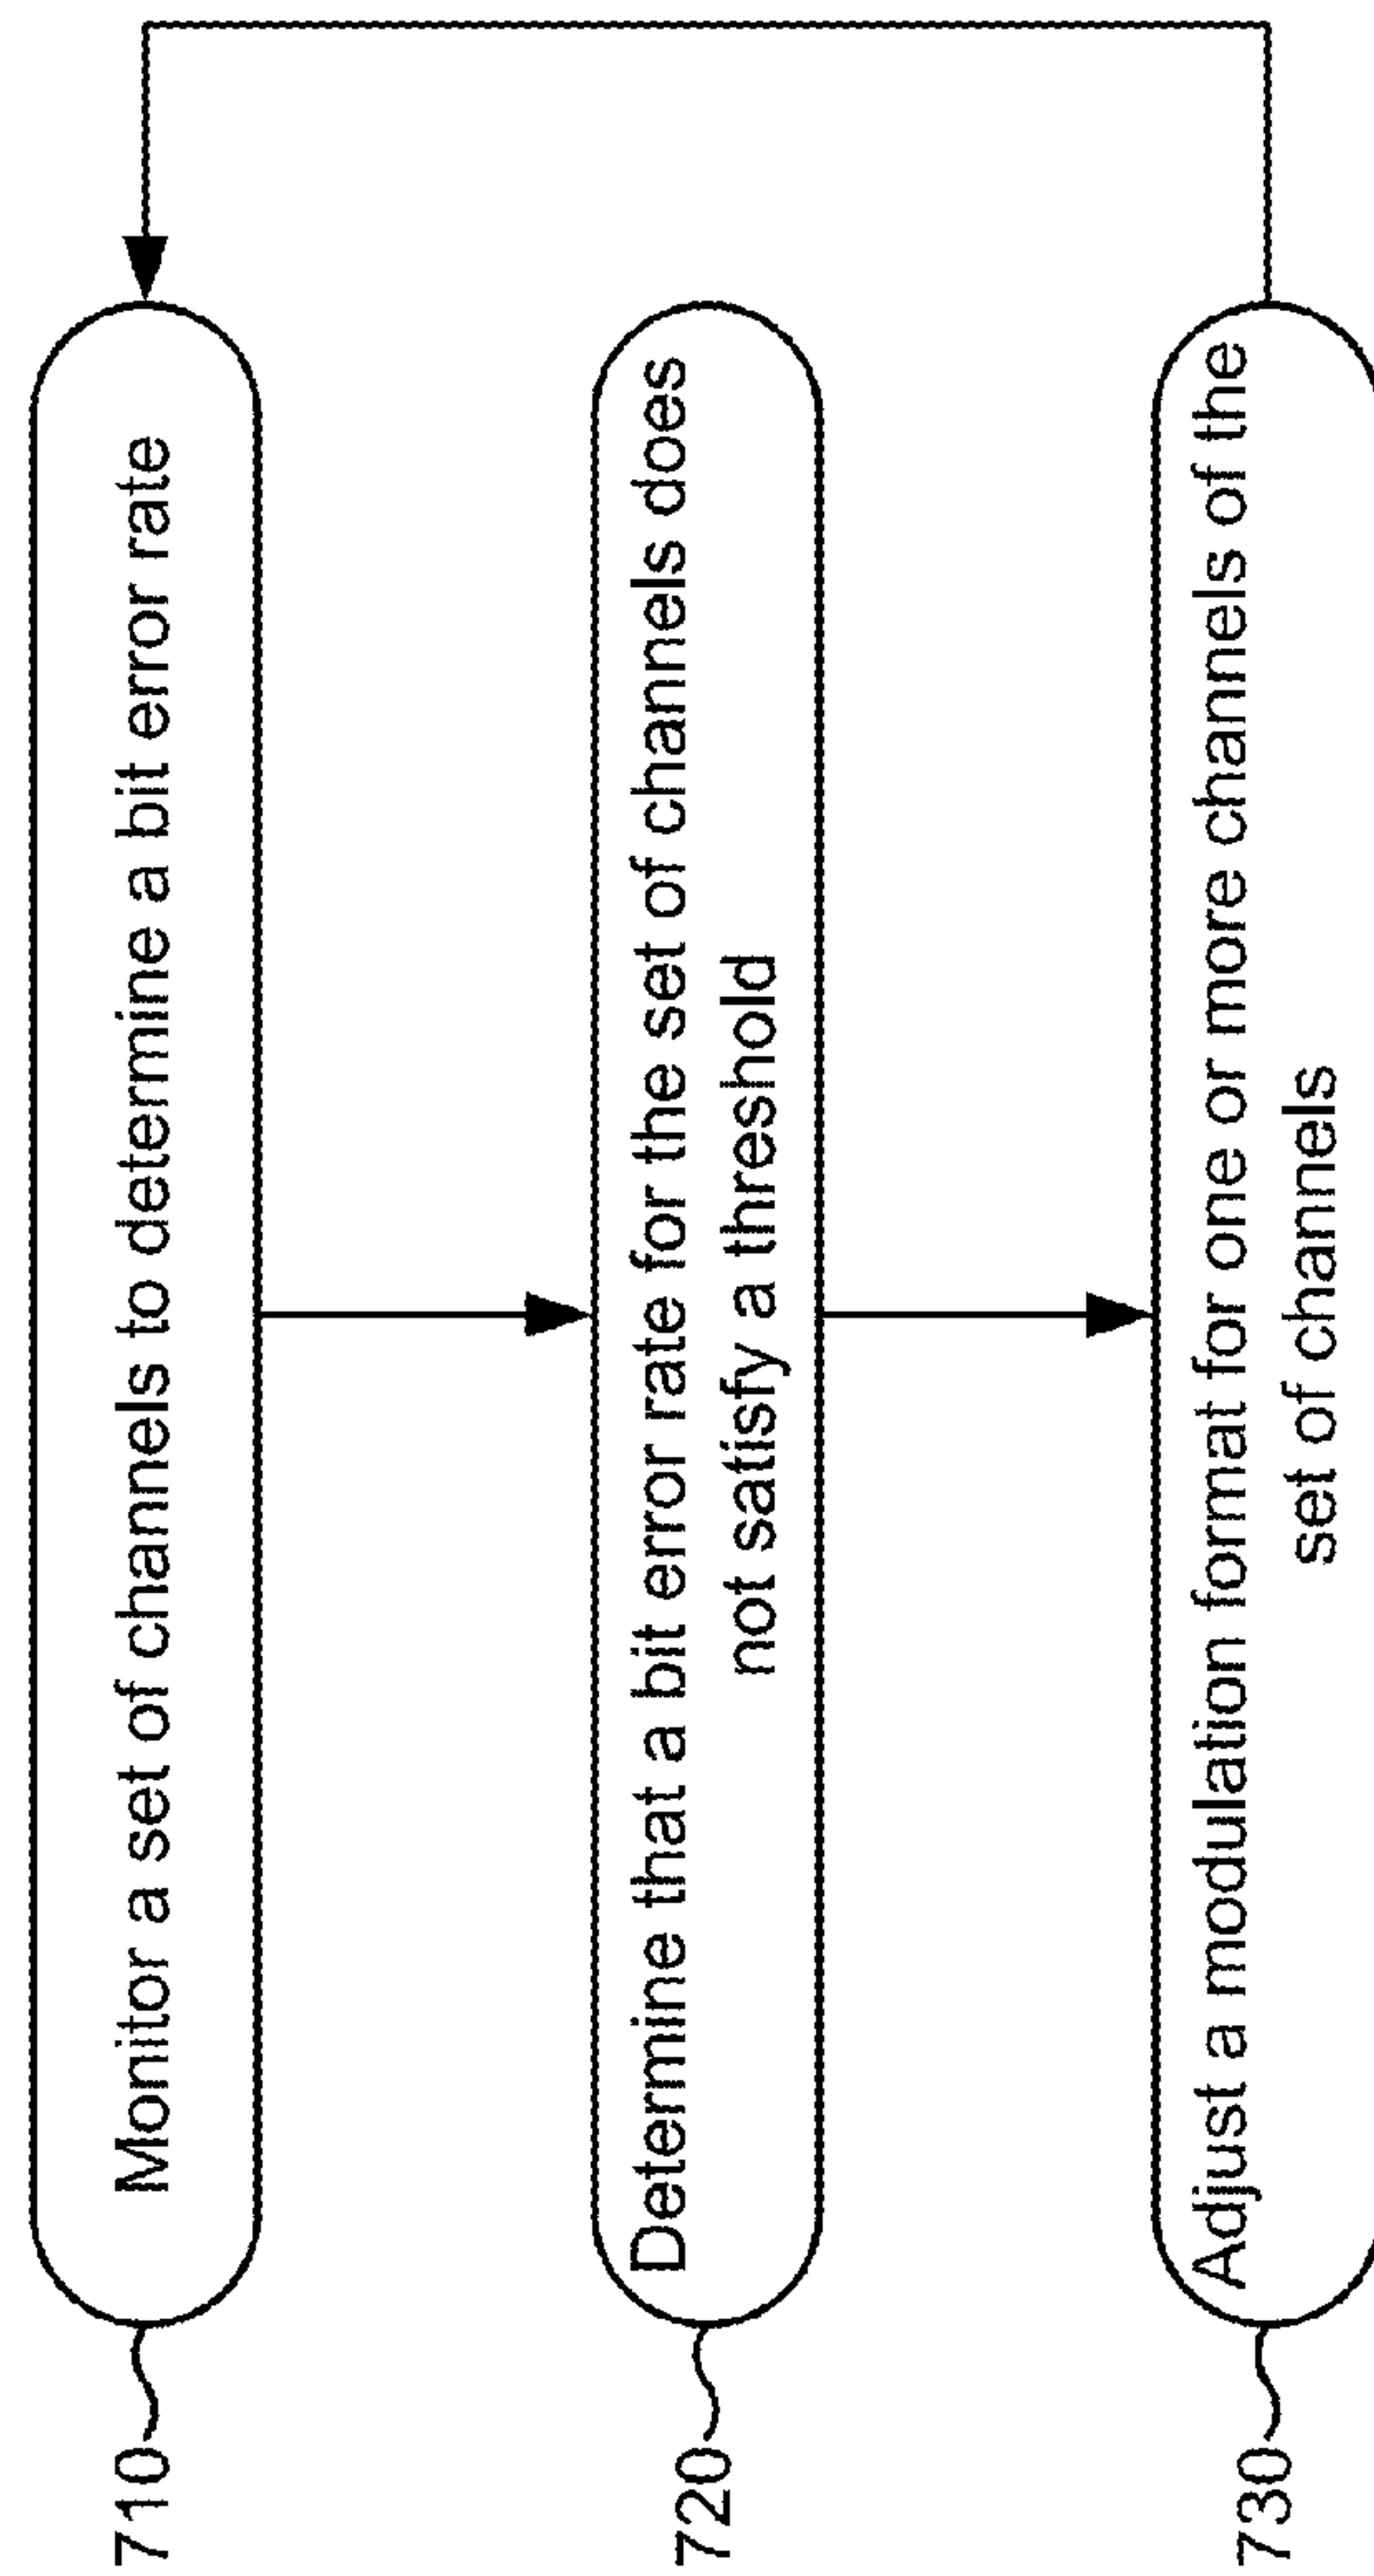 710
Monitor a set of channels to determine a bit error rate
720
Determine that a bit error rate for the set of channels does
not satisfy a threshold
730
Adjust a modulation format for one or more channels of the
set of channels